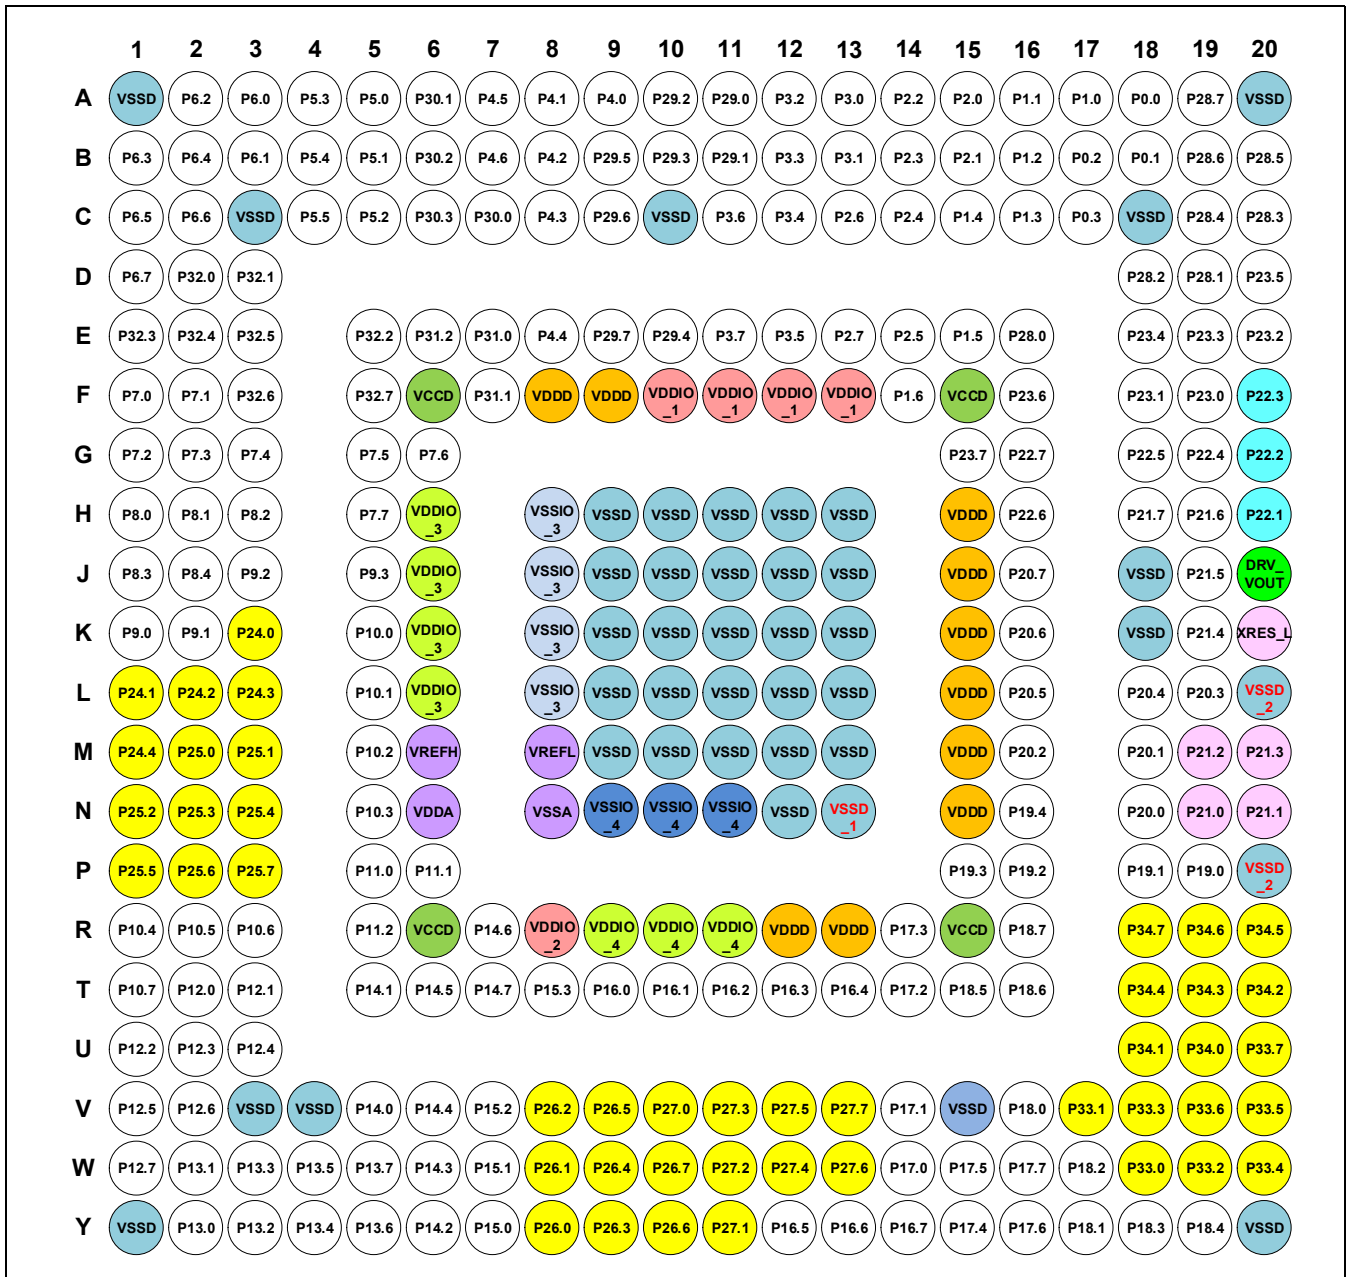 1 2 3 4 5 6 7 8 9 10 11 12 13 14 15 16 17 18 19 20
A VSSD P6.2 P6.0 P5.3 P5.0 P30.1 P4.5 P4.1 P4.0 P29.2 P29.0 P3.2 P3.0 P2.2 P2.0 P1.1 P1.0 P0.0 P28.7 VSSD
B P6.3 P6.4 P6.1 P5.4 P5.1 P30.2 P4.6 P4.2 P29.5 P29.3 P29.1 P3.3 P3.1 P2.3 P2.1 P1.2 P0.2 P0.1 P28.6 P28.5
C P6.5 P6.6 VSSD P5.5 P5.2 P30.3 P30.0 P4.3 P29.6 VSSD P3.6 P3.4 P2.6 P2.4 P1.4 P1.3 P0.3 VSSD P28.4 P28.3
D P6.7 P32.0 P32.1 P28.2 P28.1 P23.5
E P32.3 P32.4 P32.5 P32.2 P31.2 P31.0 P4.4 P29.7 P29.4 P3.7 P3.5 P2.7 P2.5 P1.5 P28.0 P23.4 P23.3 P23.2
F P7.0 P7.1 P32.6 P32.7 VCCD P31.1 VDDD VDDD VDDIO_1 VDDIO_1 VDDIO_1 VDDIO_1 P1.6 VCCD P23.6 P23.1 P23.0 P22.3
G P7.2 P7.3 P7.4 P7.5 P7.6 P23.7 P22.7 P22.5 P22.4 P22.2
H P8.0 P8.1 P8.2 P7.7 VDDIO_3 VSSIO_3 VSSD VSSD VSSD VSSD VSSD VDDD P22.6 P21.7 P21.6 P22.1
J P8.3 P8.4 P9.2 P9.3 VDDIO_3 VSSIO_3 VSSD VSSD VSSD VSSD VSSD VDDD P20.7 VSSD P21.5 DRV_VOUT
K P9.0 P9.1 P24.0 P10.0 VDDIO_3 VSSIO_3 VSSD VSSD VSSD VSSD VSSD VDDD P20.6 VSSD P21.4 XRES_L
L P24.1 P24.2 P24.3 P10.1 VDDIO_3 VSSIO_3 VSSD VSSD VSSD VSSD VSSD VDDD P20.5 P20.4 P20.3 VSSD_2
M P24.4 P25.0 P25.1 P10.2 VREFH VREFL VSSD VSSD VSSD VSSD VSSD VDDD P20.2 P20.1 P21.2 P21.3
N P25.2 P25.3 P25.4 P10.3 VDDA VSSA VSSIO_4 VSSIO_4 VSSIO_4 VSSD VSSD_1 VDDD P19.4 P20.0 P21.0 P21.1
P P25.5 P25.6 P25.7 P11.0 P11.1 P19.3 P19.2 P19.1 P19.0 VSSD_2
R P10.4 P10.5 P10.6 P11.2 VCCD P14.6 VDDIO_2 VDDIO_4 VDDIO_4 VDDIO_4 VDDD VDDD P17.3 VCCD P18.7 P34.7 P34.6 P34.5
T P10.7 P12.0 P12.1 P14.1 P14.5 P14.7 P15.3 P16.0 P16.1 P16.2 P16.3 P16.4 P17.2 P18.5 P18.6 P34.4 P34.3 P34.2
U P12.2 P12.3 P12.4 P34.1 P34.0 P33.7
V P12.5 P12.6 VSSD VSSD P14.0 P14.4 P15.2 P26.2 P26.5 P27.0 P27.3 P27.5 P27.7 P17.1 VSSD P18.0 P33.1 P33.3 P33.6 P33.5
W P12.7 P13.1 P13.3 P13.5 P13.7 P14.3 P15.1 P26.1 P26.4 P26.7 P27.2 P27.4 P27.6 P17.0 P17.5 P17.7 P18.2 P33.0 P33.2 P33.4
Y VSSD P13.0 P13.2 P13.4 P13.6 P14.2 P15.0 P26.0 P26.3 P26.6 P27.1 P16.5 P16.6 P16.7 P17.4 P17.6 P18.1 P18.3 P18.4 VSSD